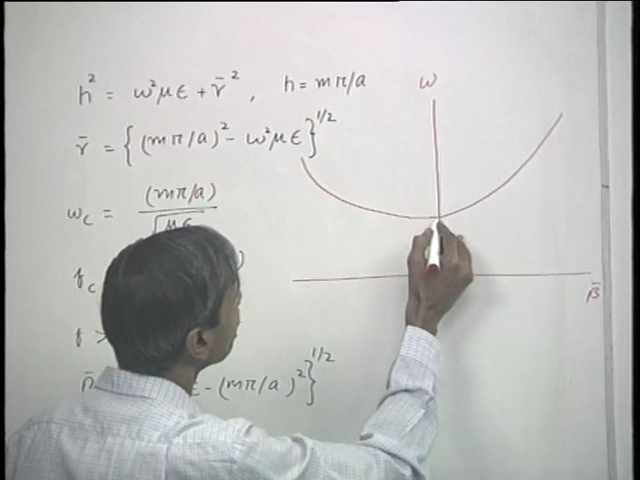 h² = ω²με + γ̄², h = mπ/a
γ̄ = {(mπ/a)² - ω²με}^1/2
ω_c = (mπ/a) / √με
f_c
f >
β̄ - (mπ/a)²}^1/2
ω
β̄